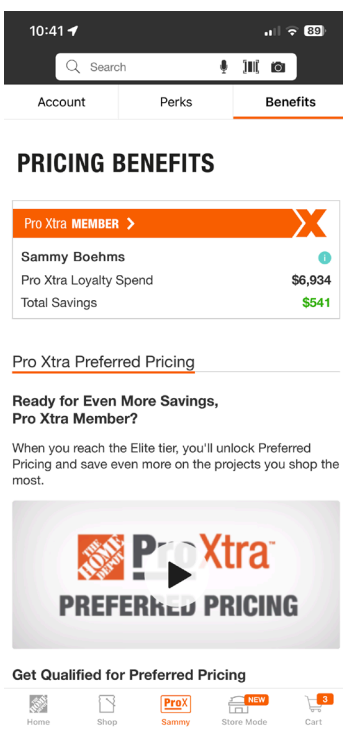 10:41
89
Search
Account Perks Benefits
PRICING BENEFITS
Pro Xtra MEMBER
Sammy Boehms
Pro Xtra Loyalty Spend $6,934
Total Savings $541
Pro Xtra Preferred Pricing
Ready for Even More Savings,
Pro Xtra Member?
When you reach the Elite tier, you'll unlock Preferred
Pricing and save even more on the projects you shop the
most.
THE HOME DEPOT
Pro Xtra
PREFERRED PRICING
Get Qualified for Preferred Pricing
ProX NEW 3
Home Shop Sammy Store Mode Cart